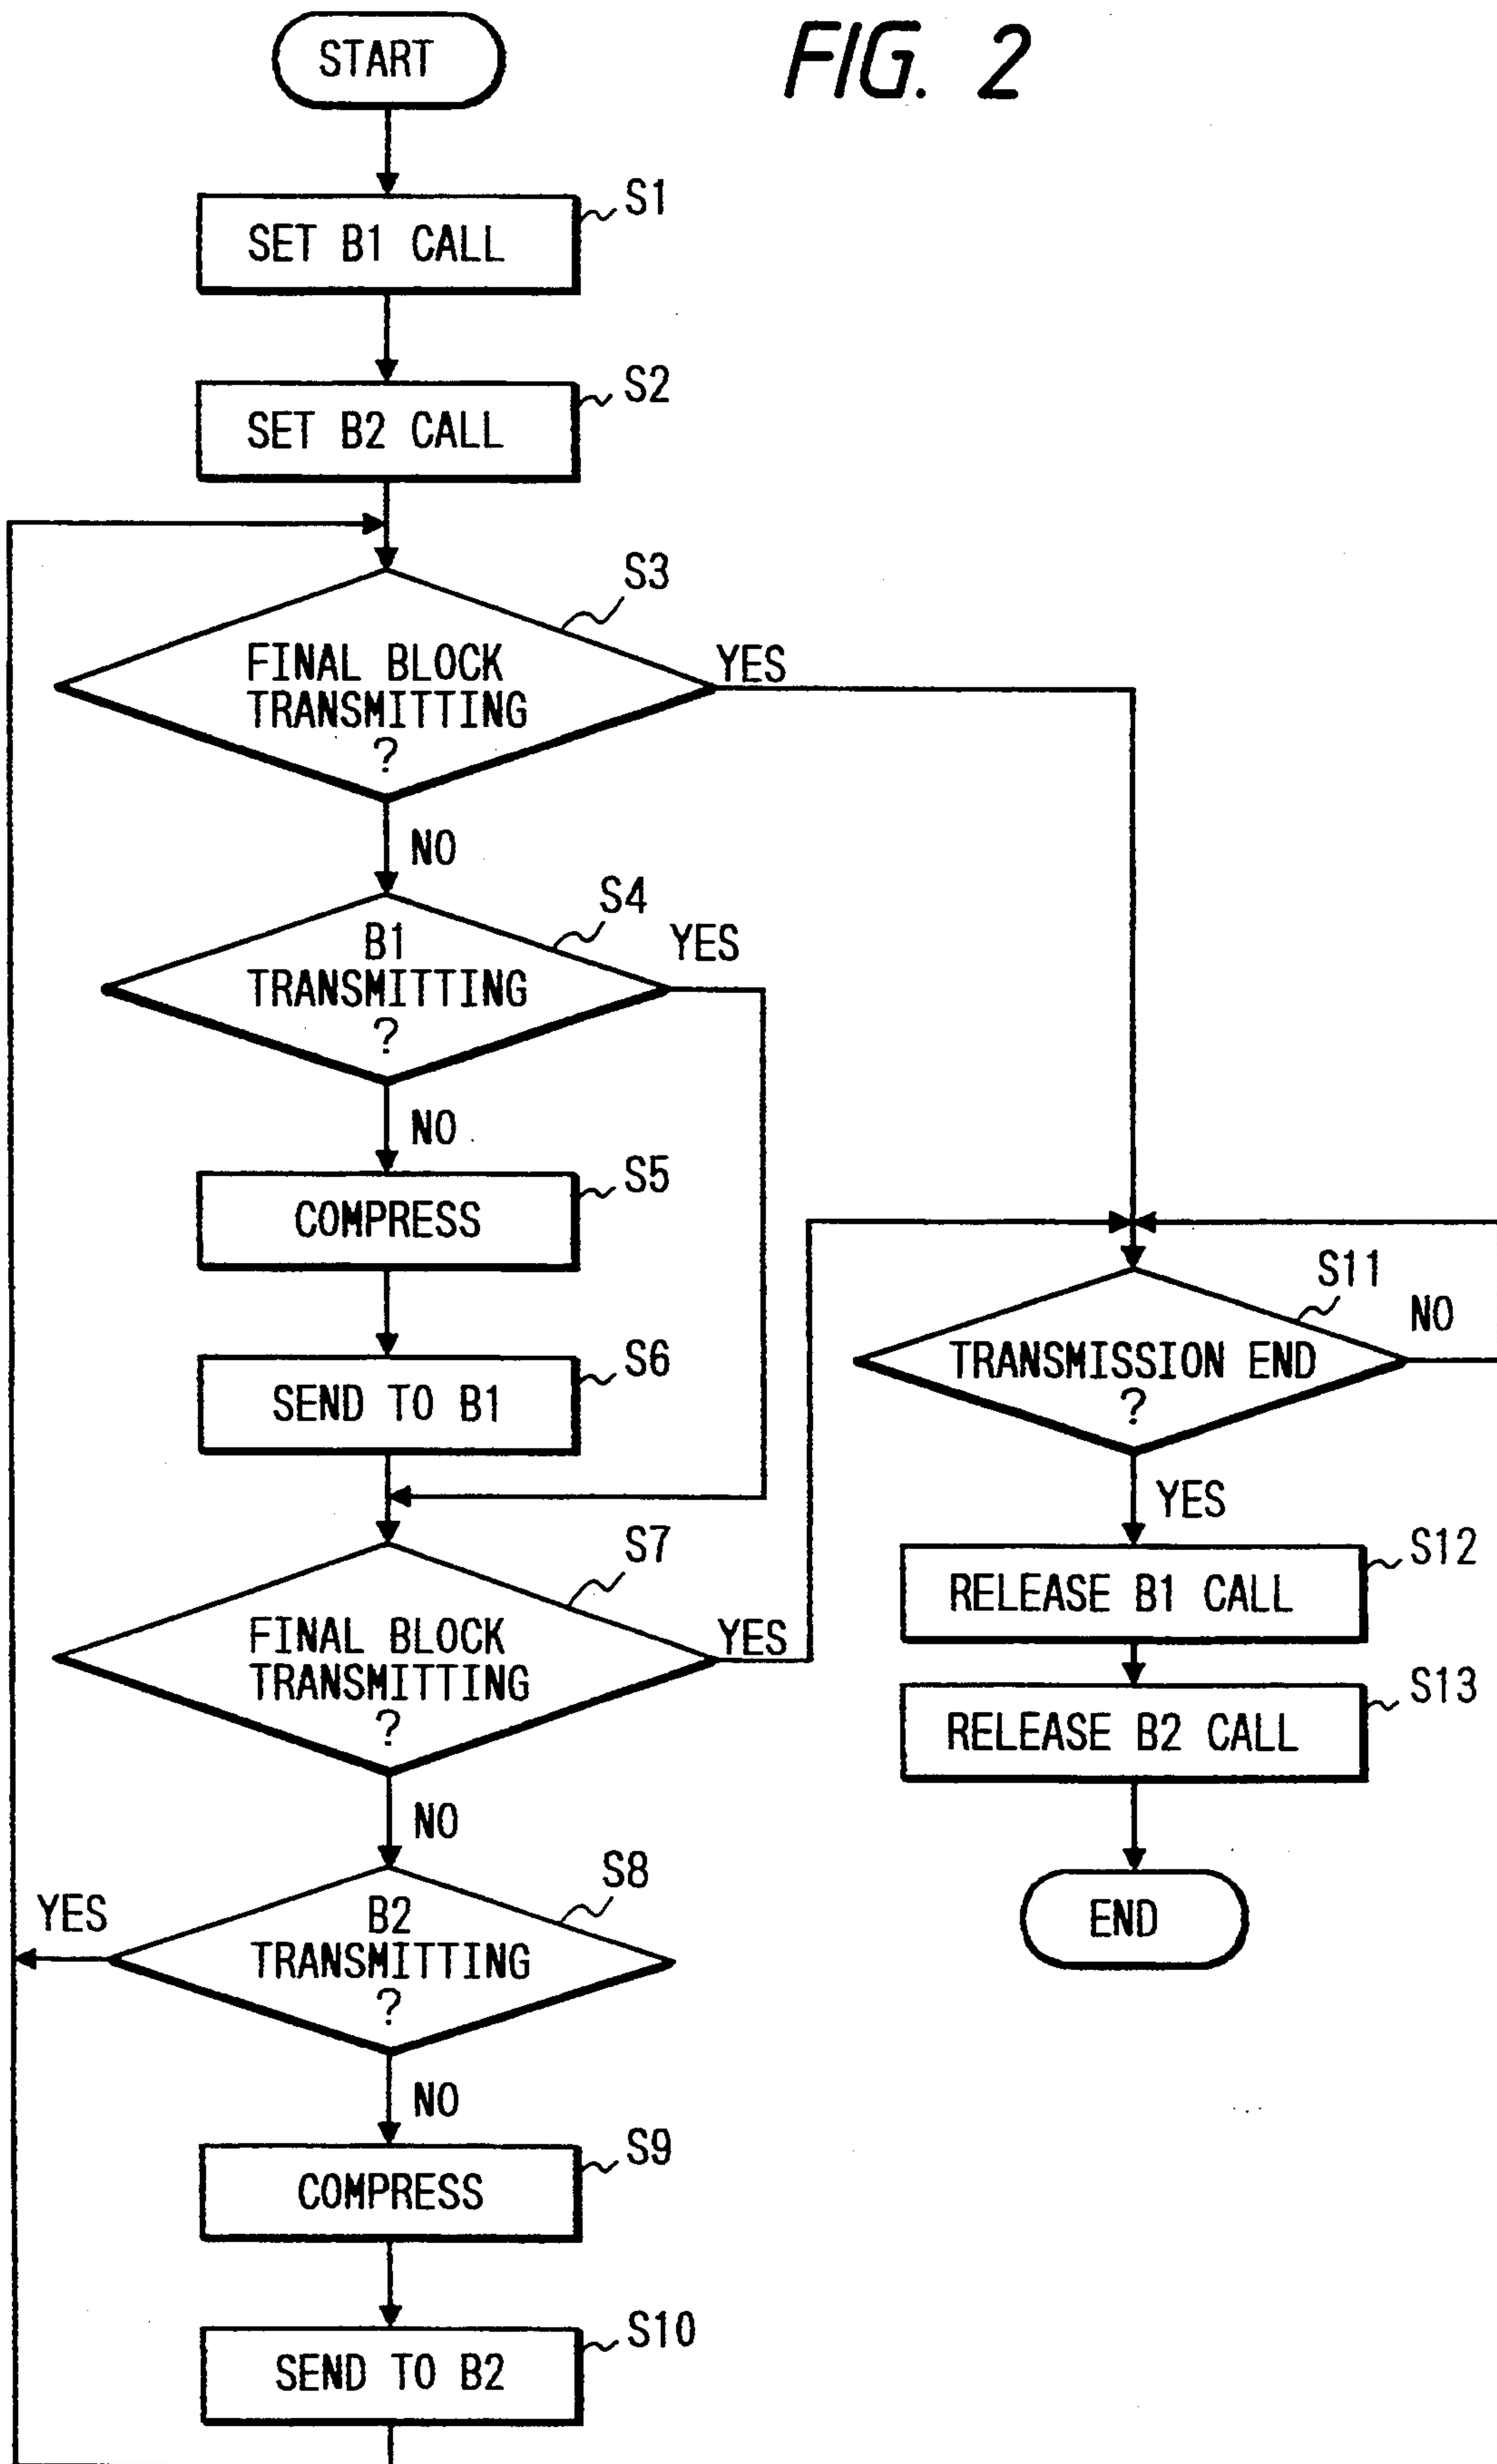 FIG. 2
START
SET B1 CALL
S1
SET B2 CALL
S2
S3
FINAL BLOCK
TRANSMITTING
?
YES
NO
S4
B1
TRANSMITTING
?
YES
NO
COMPRESS
S5
SEND TO B1
S6
S7
FINAL BLOCK
TRANSMITTING
?
YES
NO
S8
B2
TRANSMITTING
?
YES
NO
COMPRESS
S9
SEND TO B2
S10
S11
TRANSMISSION END
?
NO
YES
RELEASE B1 CALL
S12
RELEASE B2 CALL
S13
END